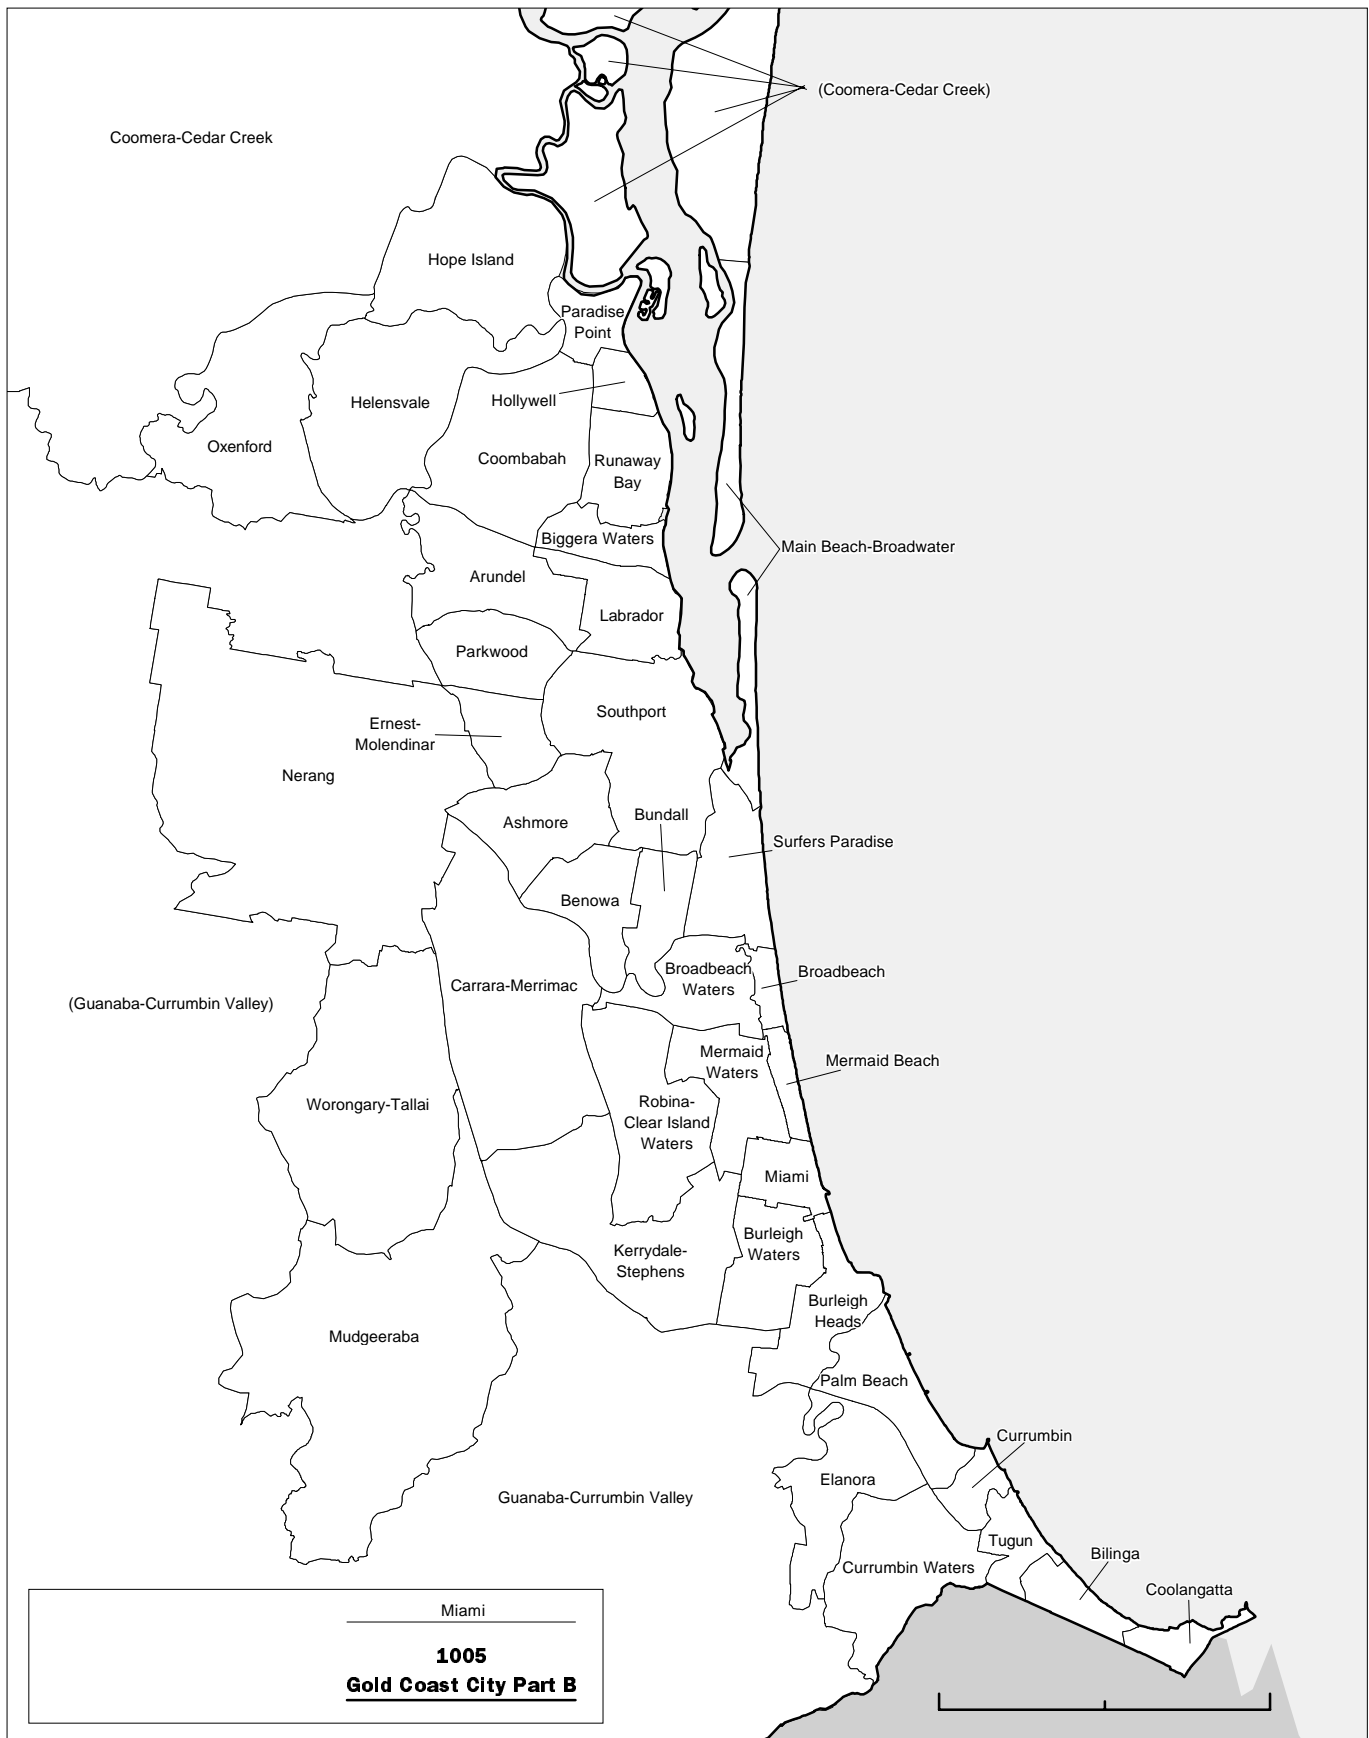 (Coomera-Cedar Creek)
Coomera-Cedar Creek
Hope Island
Paradise
Point
Hollywell
Helensvale
Oxenford
Coombabah
Runaway
Bay
Biggera Waters
Main Beach-Broadwater
Arundel
Labrador
Parkwood
Southport
Ernest-
Molendinar
Nerang
Bundall
Ashmore
Surfers Paradise
Benowa
Broadbeach
Waters
Broadbeach
Carrara-Merrimac
(Guanaba-Currumbin Valley)
Mermaid
Waters
Mermaid Beach
Worongary-Tallai
Robina-
Clear Island
Waters
Miami
Burleigh
Waters
Kerrydale-
Stephens
Burleigh
Heads
Mudgeeraba
Palm Beach
Currumbin
Elanora
Guanaba-Currumbin Valley
Tugun
Bilinga
Currumbin Waters
Coolangatta
Miami
1005
Gold Coast City Part B